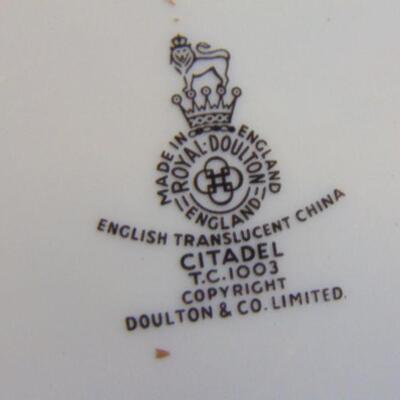 MADE IN ENGLAND
ROYAL·DOULTON
ENGLAND
ENGLISH TRANSLUCENT CHINA
CITADEL
T.C.1003
COPYRIGHT
DOULTON & CO. LIMITED.